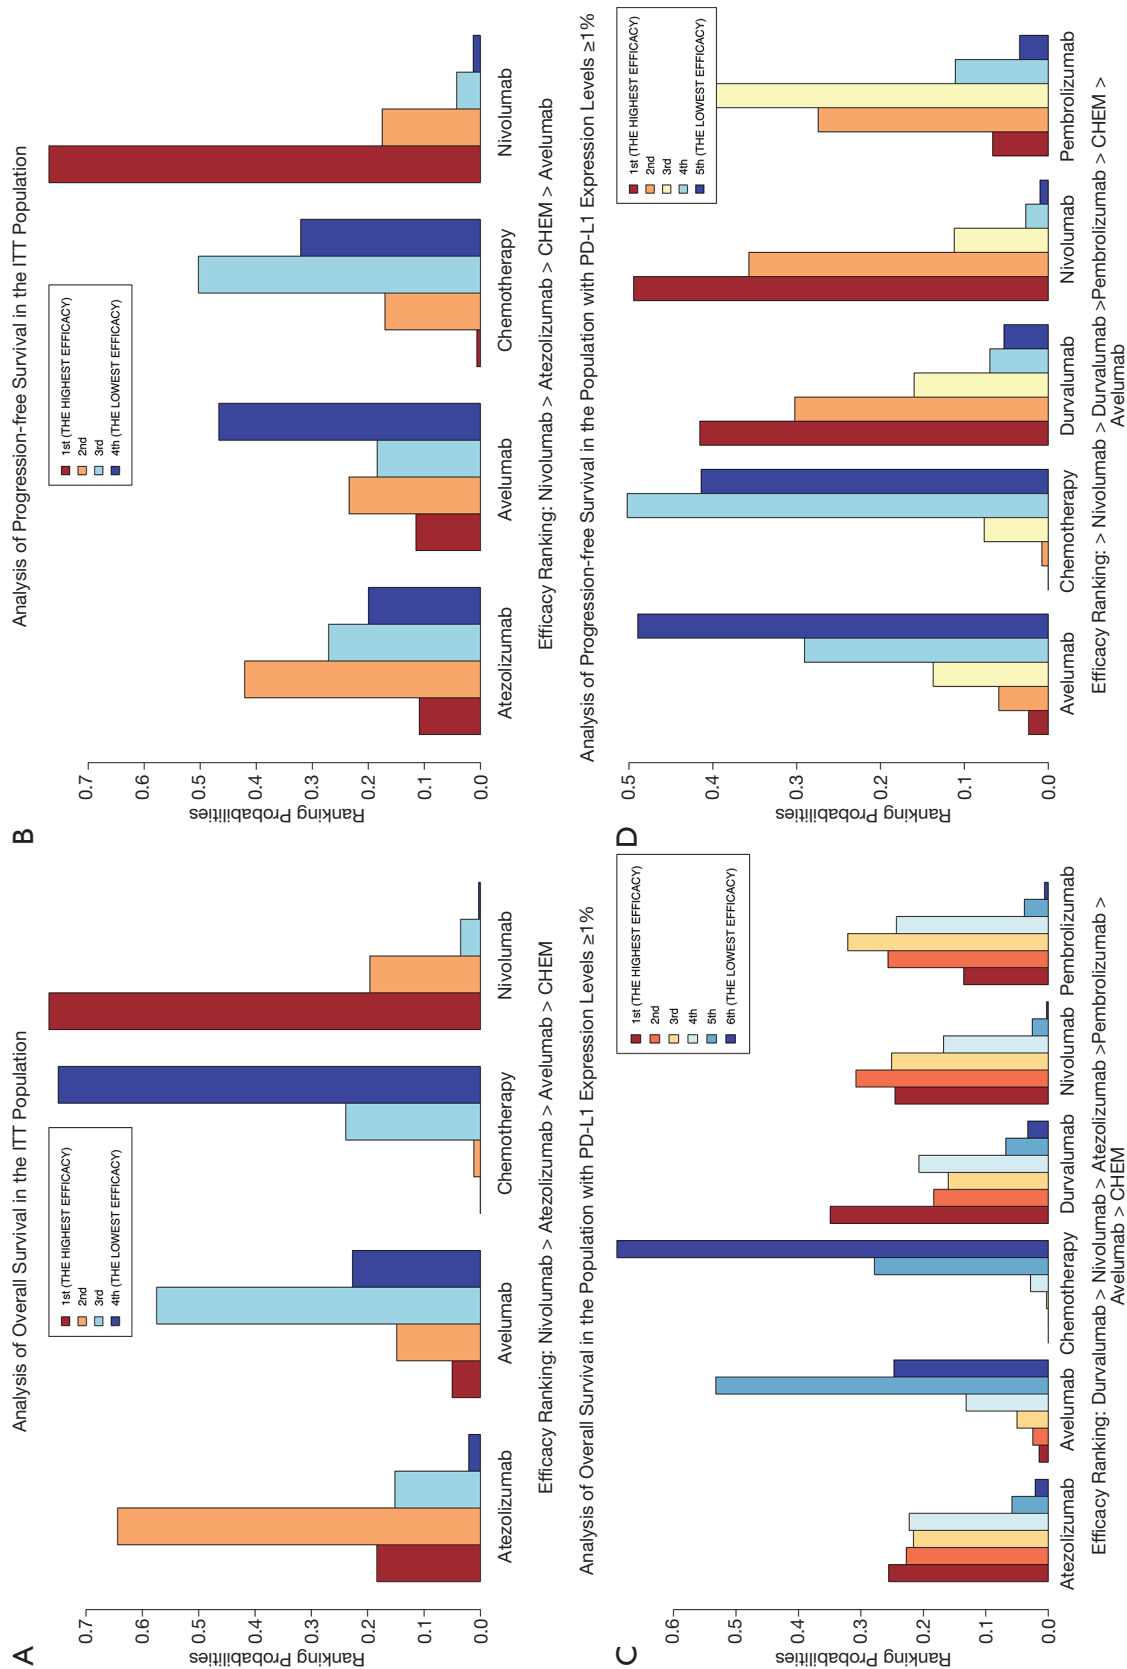 A
Analysis of Overall Survival in the ITT Population
Ranking Probabilities
0.7
0.6
0.5
0.4
0.3
0.2
0.1
0.0
1st (THE HIGHEST EFFICACY)
2nd
3rd
4th (THE LOWEST EFFICACY)
Atezolizumab
Avelumab
Chemotherapy
Nivolumab
Efficacy Ranking: Nivolumab > Atezolizumab > Avelumab > CHEM
B
Analysis of Progression-free Survival in the ITT Population
Ranking Probabilities
0.7
0.6
0.5
0.4
0.3
0.2
0.1
0.0
1st (THE HIGHEST EFFICACY)
2nd
3rd
4th (THE LOWEST EFFICACY)
Atezolizumab
Avelumab
Chemotherapy
Nivolumab
Efficacy Ranking: Nivolumab > Atezolizumab > CHEM > Avelumab
C
Analysis of Overall Survival in the Population with PD-L1 Expression Levels ≥1%
Ranking Probabilities
0.6
0.5
0.4
0.3
0.2
0.1
0.0
1st (THE HIGHEST EFFICACY)
2nd
3rd
4th
5th
6th (THE LOWEST EFFICACY)
Atezolizumab
Avelumab
Chemotherapy
Durvalumab
Nivolumab
Pembrolizumab
Efficacy Ranking: Durvalumab > Nivolumab > Atezolizumab >Pembrolizumab >
Avelumab > CHEM
D
Analysis of Progression-free Survival in the Population with PD-L1 Expression Levels ≥1%
Ranking Probabilities
0.5
0.4
0.3
0.2
0.1
0.0
1st (THE HIGHEST EFFICACY)
2nd
3rd
4th
5th (THE LOWEST EFFICACY)
Avelumab
Chemotherapy
Durvalumab
Nivolumab
Pembrolizumab
Efficacy Ranking: > Nivolumab > Durvalumab >Pembrolizumab > CHEM >
Avelumab